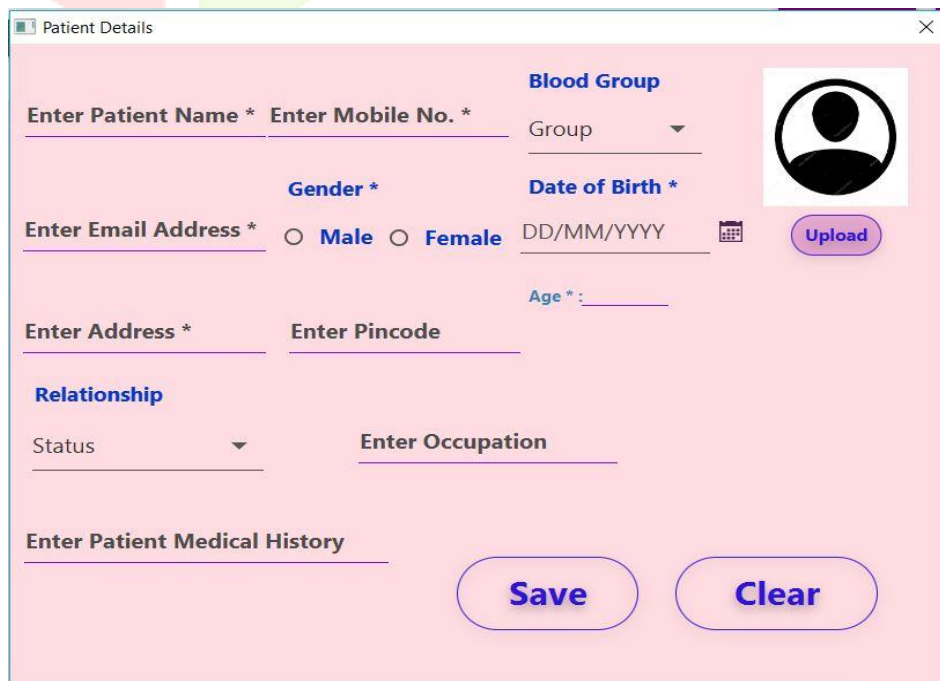 Patient Details
Blood Group
Enter Patient Name * Enter Mobile No. *
Group
Gender *
Date of Birth *
Enter Email Address *
Male
Female
DD/MM/YYYY
Upload
Age * :
Enter Address *
Enter Pincode
Relationship
Status
Enter Occupation
Enter Patient Medical History
Save
Clear